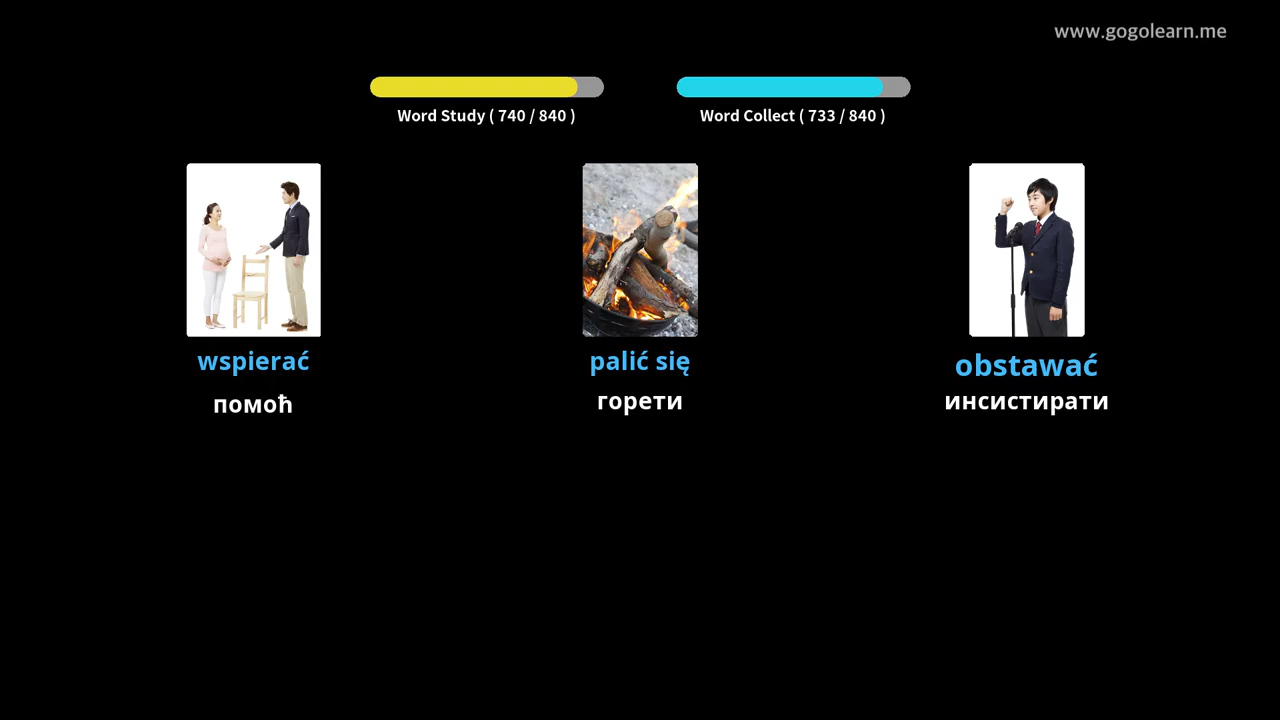 www.gogolearn.me
Word Study ( 740 / 840 )
Word Collect ( 733 / 840 )
wspierać
palić się
obstawać
помоћ
горети
инсистирати